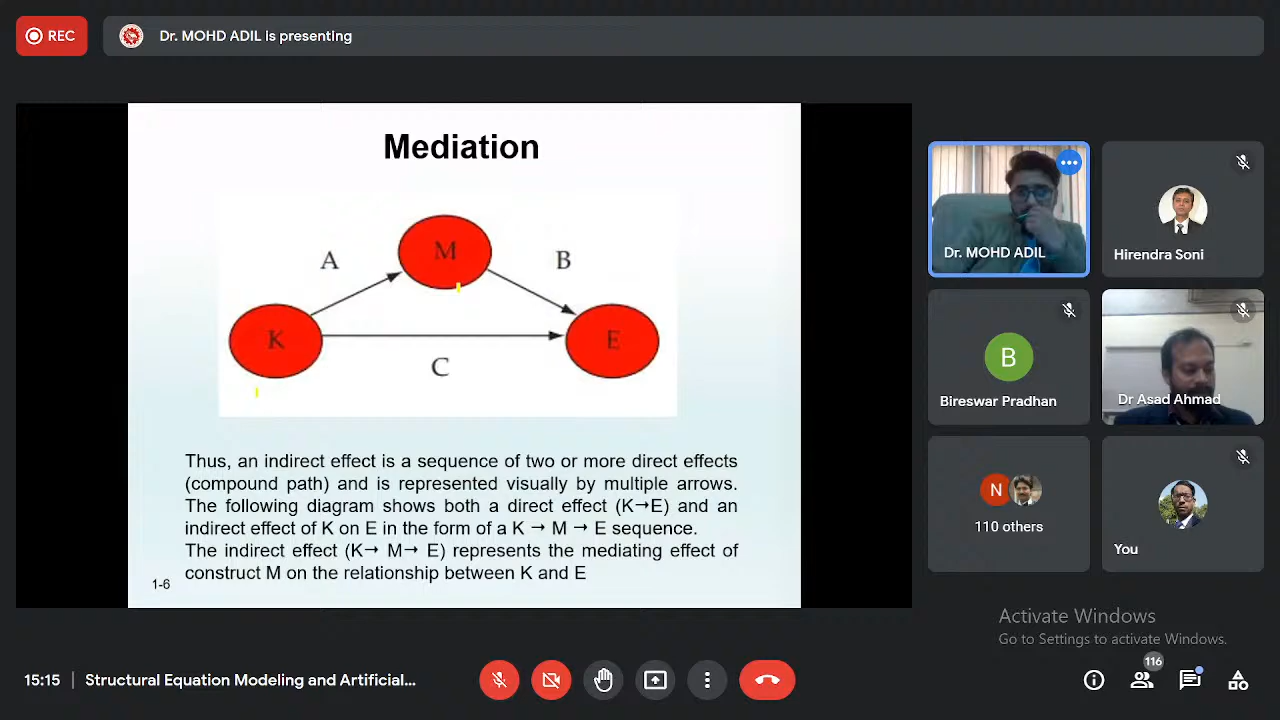 REC
Dr. MOHD ADIL is presenting
Mediation
A
M
B
K
E
C
Thus, an indirect effect is a sequence of two or more direct effects
(compound path) and is represented visually by multiple arrows.
The following diagram shows both a direct effect (K→E) and an
indirect effect of K on E in the form of a K → M → E sequence.
The indirect effect (K→ M→ E) represents the mediating effect of
construct M on the relationship between K and E
1-6
Dr. MOHD ADIL
Hirendra Soni
B
Bireswar Pradhan
Dr Asad Ahmad
N
110 others
You
Activate Windows
Go to Settings to activate Windows.
15:15 | Structural Equation Modeling and Artificial...
116